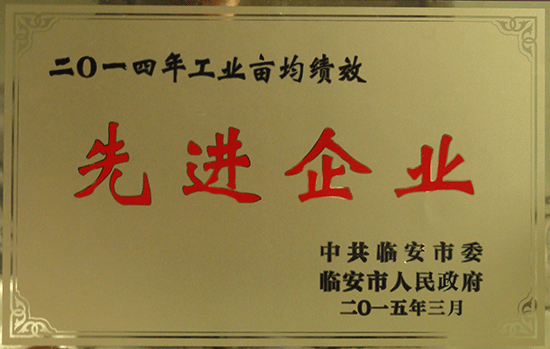 二〇一四年工业亩均绩效
先进企业
中共临安市委
临安市人民政府
二〇一五年三月